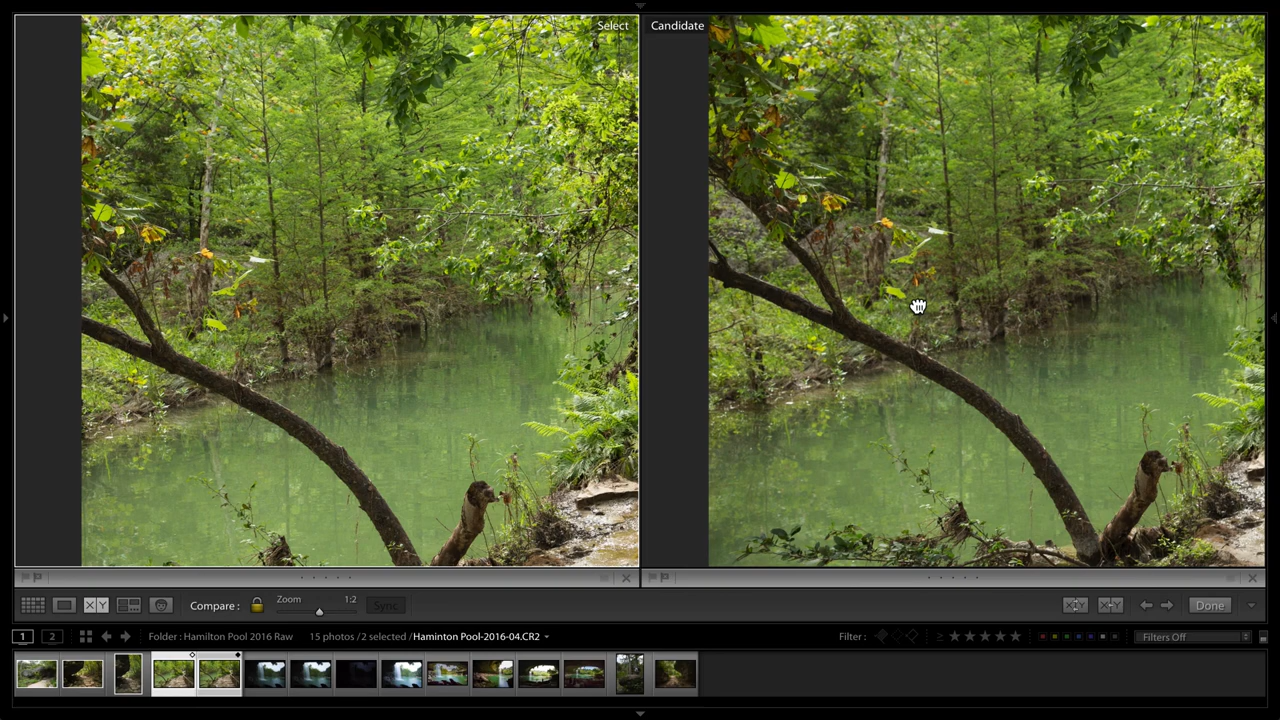 Select
Candidate
X Y
Compare :
Zoom
1:2
Sync
X Y
X Y
Done
1
2
Folder : Hamilton Pool 2016 Raw
15 photos /2 selected /Haminton Pool-2016-04.CR2
Filter :
≥
Filters Off